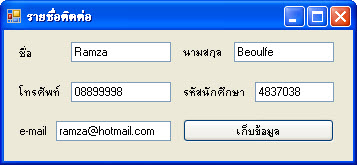 รายชื่อติดต่อ
ชื่อ Ramza นามสกุล Beoulfe
โทรศัพท์ 08899998 รหัสนักศึกษา 4837038
e-mail ramza@hotmail.com เก็บข้อมูล